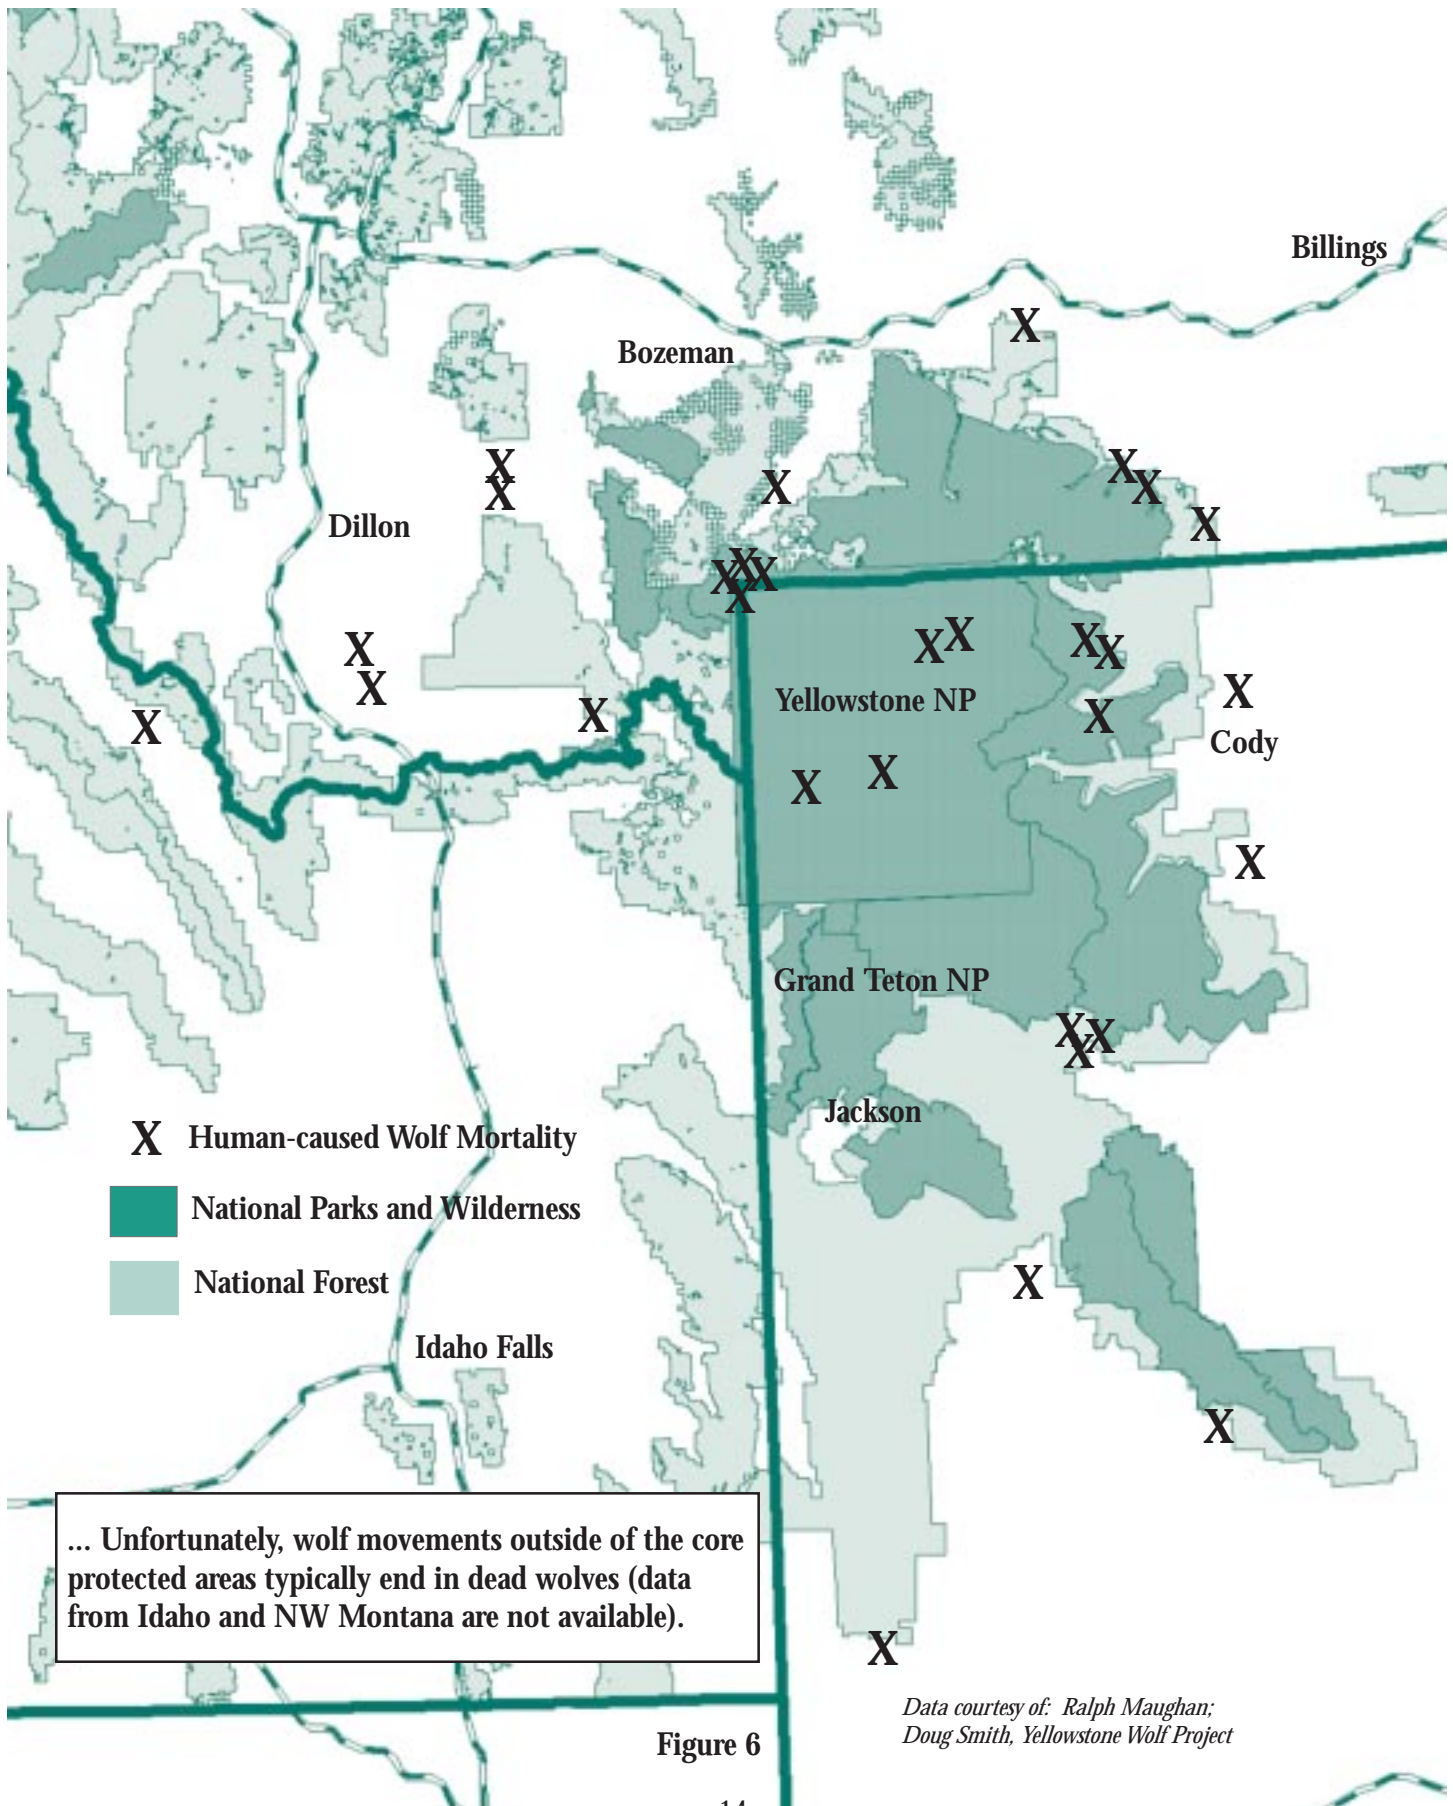 Billings
X
Bozeman
X
X
X
X
X
X
Dillon
X
X
X
X
X
X
X
X
X
X
X
X
X
Yellowstone NP
X
X
X
X
Cody
X
X
X
Grand Teton NP
X
X
X
Jackson
X Human-caused Wolf Mortality
National Parks and Wilderness
National Forest
X
Idaho Falls
X
... Unfortunately, wolf movements outside of the core
protected areas typically end in dead wolves (data
from Idaho and NW Montana are not available).
X
Data courtesy of: Ralph Maughan;
Doug Smith, Yellowstone Wolf Project
Figure 6